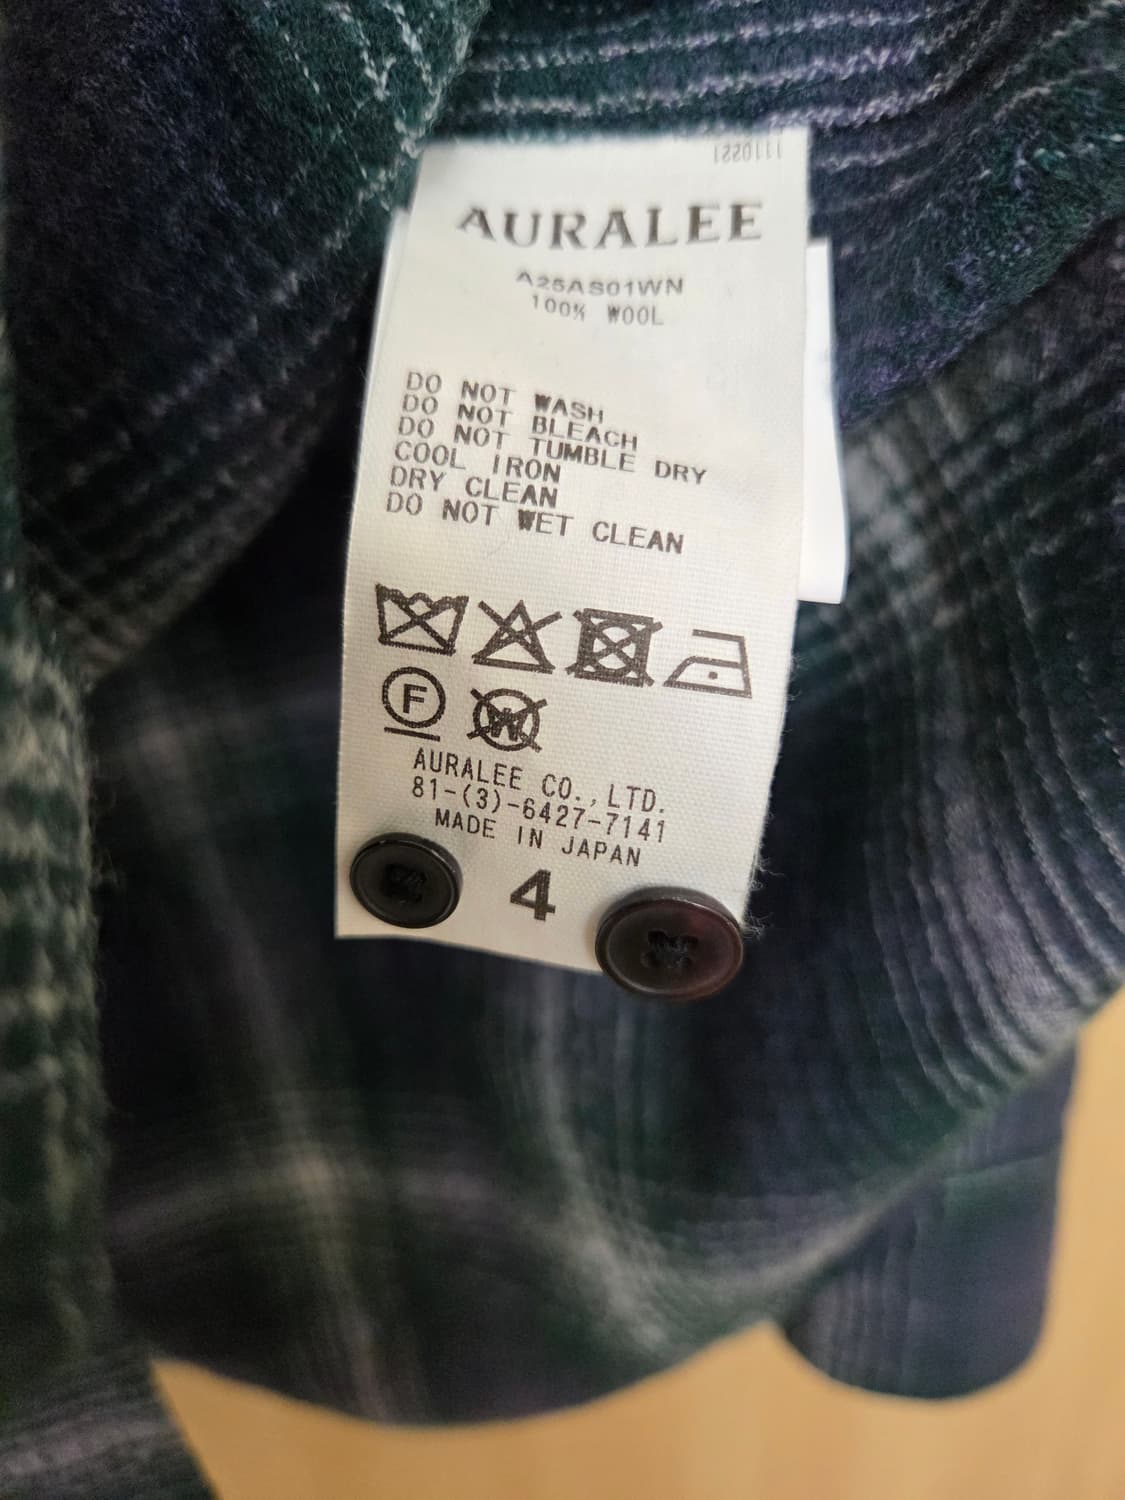 1110221
AURALEE
A25AS01WN
100% WOOL
DO NOT WASH
DO NOT BLEACH
DO NOT TUMBLE DRY
COOL IRON
DRY CLEAN
DO NOT WET CLEAN
F W
AURALEE CO.,LTD.
81-(3)-6427-7141
MADE IN JAPAN
4